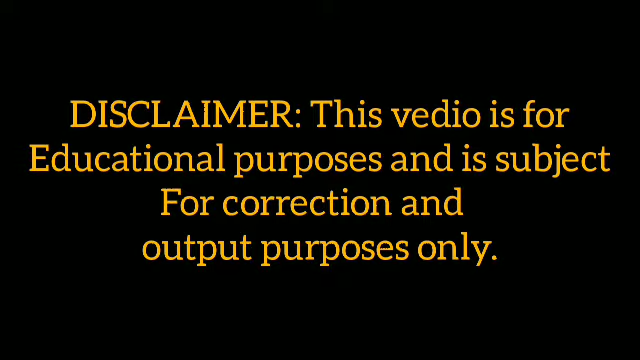 DISCLAIMER: This vedio is for
Educational purposes and is subject
For correction and
output purposes only.